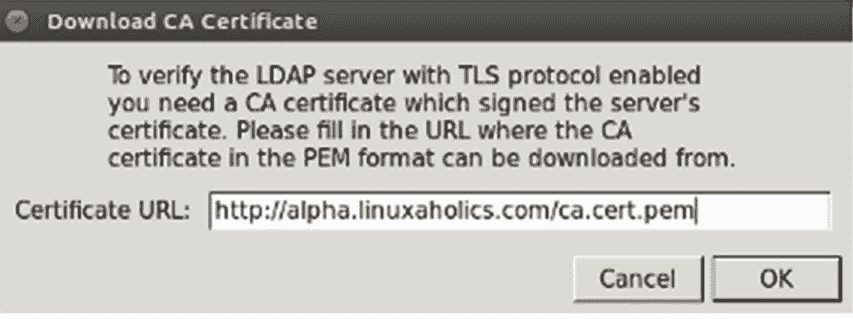 Download CA Certificate
To verify the LDAP server with TLS protocol enabled
you need a CA certificate which signed the server's
certificate. Please fill in the URL where the CA
certificate in the PEM format can be downloaded from.
Certificate URL: http://alpha.linuxaholics.com/ca.cert.pem
Cancel OK